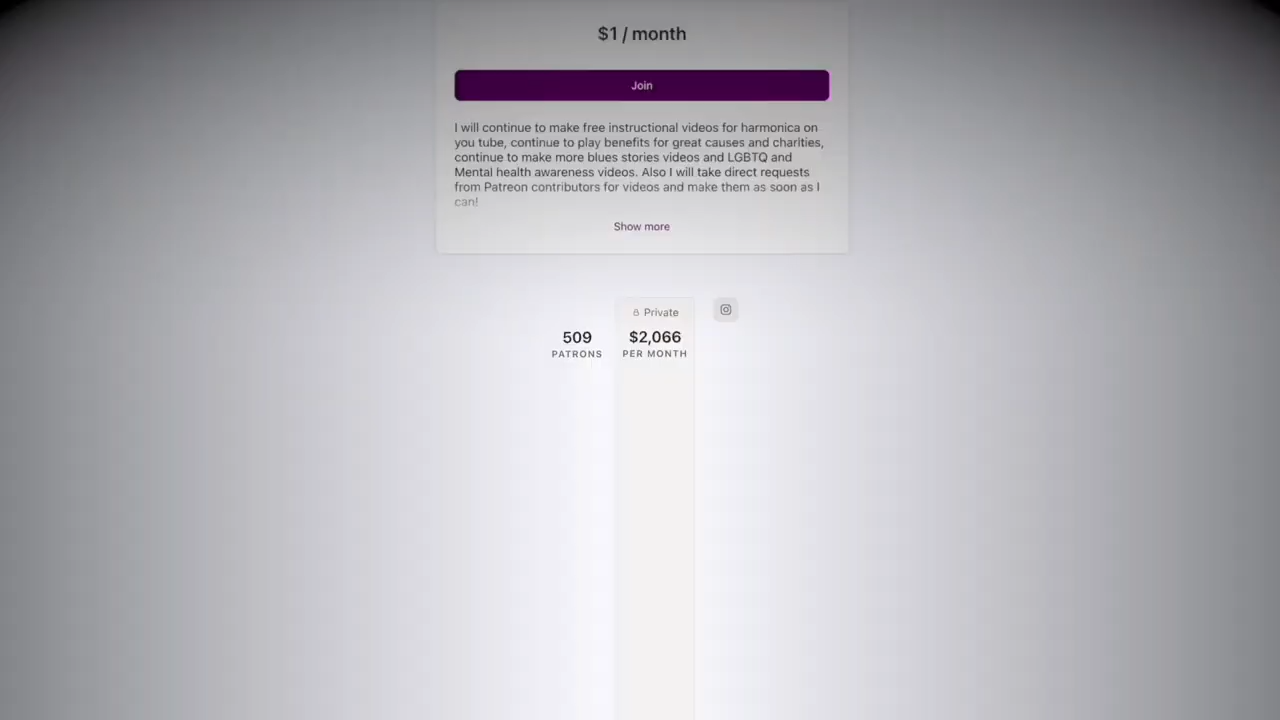 $1 / month
Join
I will continue to make free instructional videos for harmonica on
you tube, continue to play benefits for great causes and charities,
continue to make more blues stories videos and LGBTQ and
Mental health awareness videos. Also I will take direct requests
from Patreon contributors for videos and make them as soon as I
can!
Show more
Private
509
$2,066
PATRONS
PER MONTH